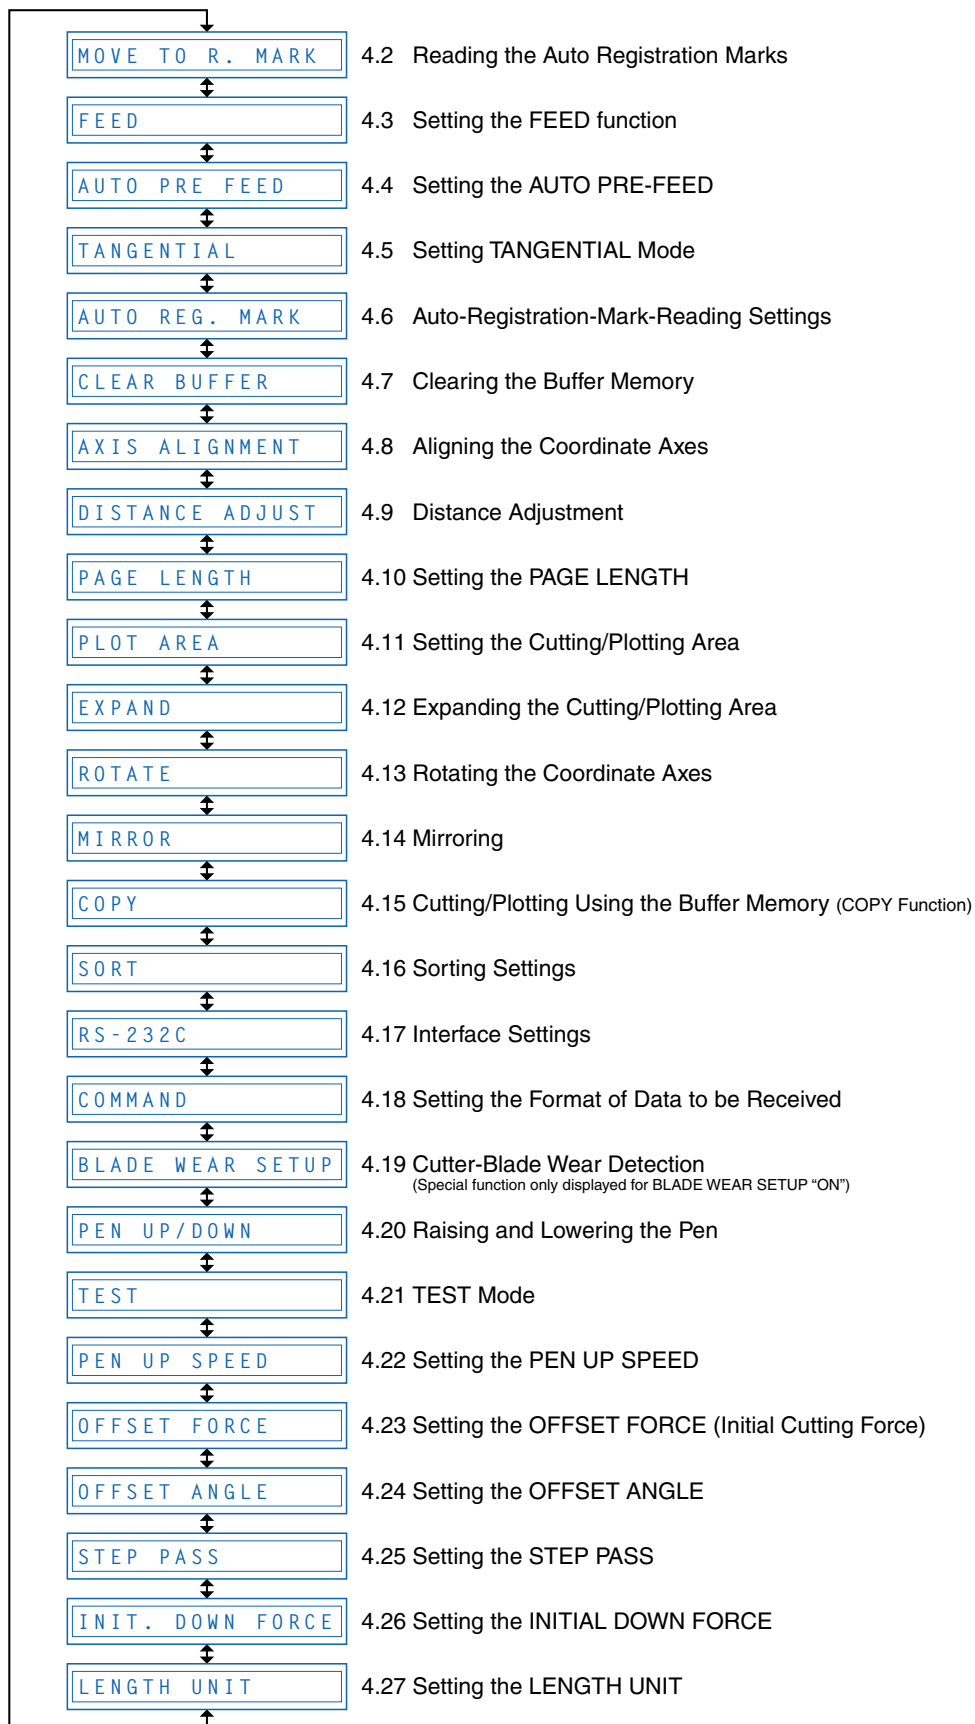 MOVE TO R. MARK 4.2 Reading the Auto Registration Marks
FEED 4.3 Setting the FEED function
AUTO PRE FEED 4.4 Setting the AUTO PRE-FEED
TANGENTIAL 4.5 Setting TANGENTIAL Mode
AUTO REG. MARK 4.6 Auto-Registration-Mark-Reading Settings
CLEAR BUFFER 4.7 Clearing the Buffer Memory
AXIS ALIGNMENT 4.8 Aligning the Coordinate Axes
DISTANCE ADJUST 4.9 Distance Adjustment
PAGE LENGTH 4.10 Setting the PAGE LENGTH
PLOT AREA 4.11 Setting the Cutting/Plotting Area
EXPAND 4.12 Expanding the Cutting/Plotting Area
ROTATE 4.13 Rotating the Coordinate Axes
MIRROR 4.14 Mirroring
COPY 4.15 Cutting/Plotting Using the Buffer Memory (COPY Function)
SORT 4.16 Sorting Settings
RS-232C 4.17 Interface Settings
COMMAND 4.18 Setting the Format of Data to be Received
BLADE WEAR SETUP 4.19 Cutter-Blade Wear Detection
(Special function only displayed for BLADE WEAR SETUP “ON”)
PEN UP/DOWN 4.20 Raising and Lowering the Pen
TEST 4.21 TEST Mode
PEN UP SPEED 4.22 Setting the PEN UP SPEED
OFFSET FORCE 4.23 Setting the OFFSET FORCE (Initial Cutting Force)
OFFSET ANGLE 4.24 Setting the OFFSET ANGLE
STEP PASS 4.25 Setting the STEP PASS
INIT. DOWN FORCE 4.26 Setting the INITIAL DOWN FORCE
LENGTH UNIT 4.27 Setting the LENGTH UNIT